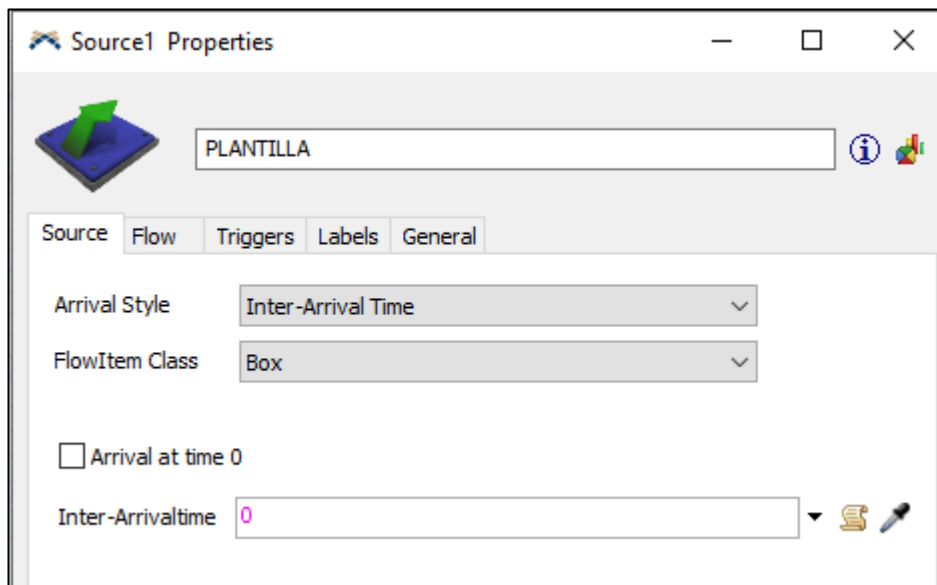 Source1 Properties
PLANTILLA
Source Flow Triggers Labels General
Arrival Style Inter-Arrival Time
FlowItem Class Box
Arrival at time 0
Inter-Arrivaltime 0